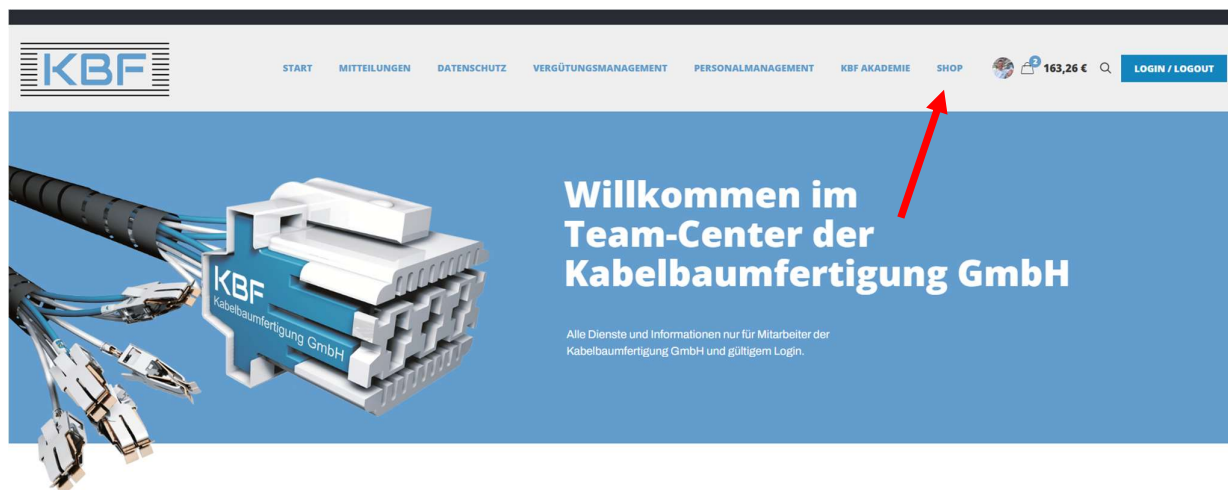 KBF
START MITTEILUNGEN DATENSCHUTZ VERGÜTUNGSMANAGEMENT PERSONALMANAGEMENT KBF AKADEMIE SHOP 2 163,26 € LOGIN / LOGOUT
Willkommen im
Team-Center der
Kabelbaumfertigung GmbH
Alle Dienste und Informationen nur für Mitarbeiter der
Kabelbaumfertigung GmbH und gültigem Login.
KBF
Kabelbaumfertigung GmbH